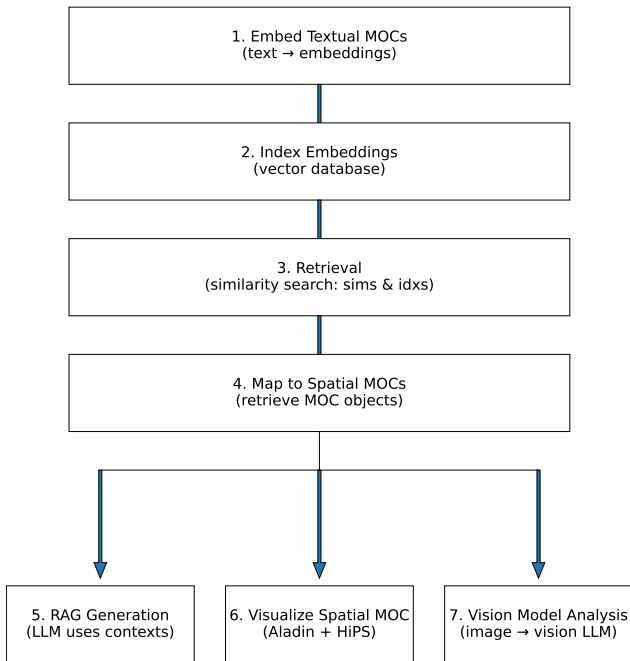 1. Embed Textual MOCs
(text → embeddings)
2. Index Embeddings
(vector database)
3. Retrieval
(similarity search: sims & idxs)
4. Map to Spatial MOCs
(retrieve MOC objects)
5. RAG Generation
(LLM uses contexts)
6. Visualize Spatial MOC
(Aladin + HiPS)
7. Vision Model Analysis
(image → vision LLM)